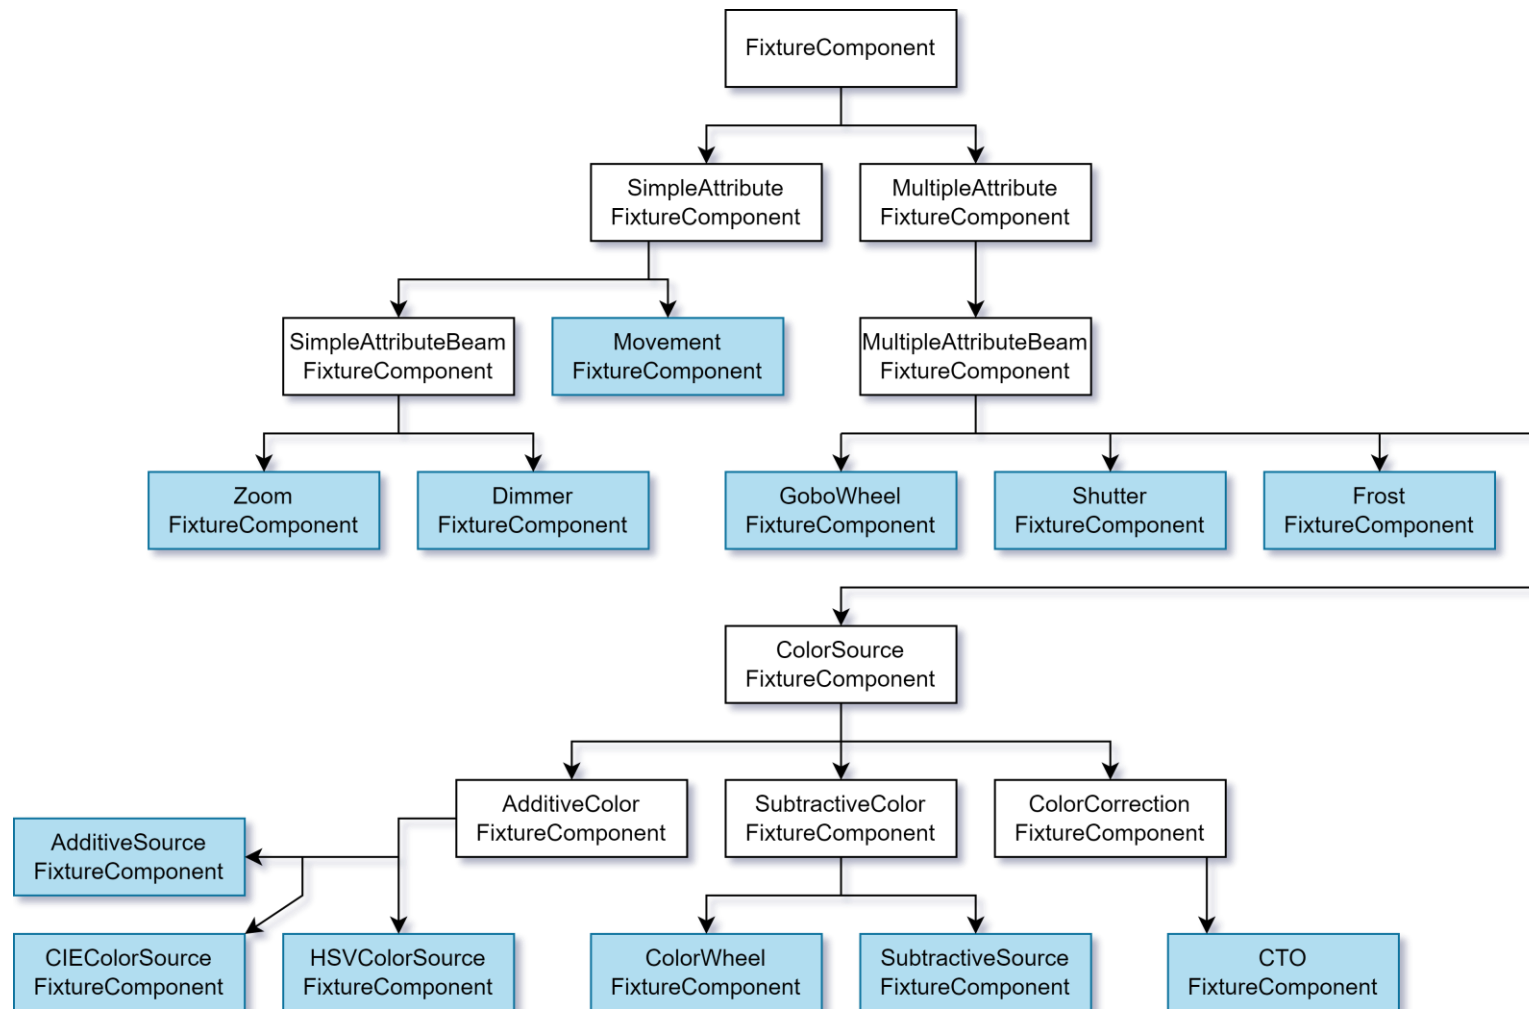 FixtureComponent
SimpleAttribute
FixtureComponent
MultipleAttribute
FixtureComponent
SimpleAttributeBeam
FixtureComponent
Movement
FixtureComponent
MultipleAttributeBeam
FixtureComponent
Zoom
FixtureComponent
Dimmer
FixtureComponent
GoboWheel
FixtureComponent
Shutter
FixtureComponent
Frost
FixtureComponent
ColorSource
FixtureComponent
AdditiveColor
FixtureComponent
SubtractiveColor
FixtureComponent
ColorCorrection
FixtureComponent
AdditiveSource
FixtureComponent
CIEColorSource
FixtureComponent
HSVColorSource
FixtureComponent
ColorWheel
FixtureComponent
SubtractiveSource
FixtureComponent
CTO
FixtureComponent